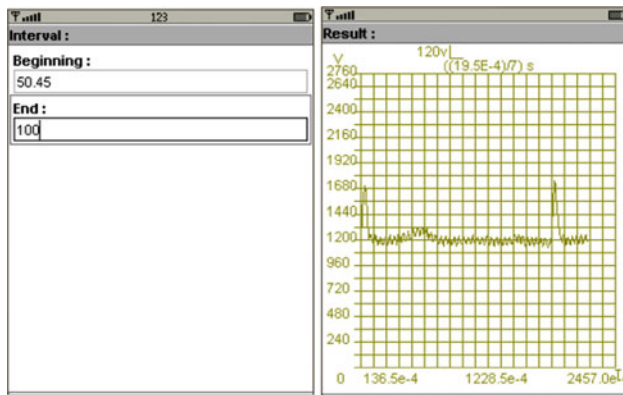 123
Interval :
Beginning :
50.45
End :
100
Result :
120v
((19.5E-4)/7) s
V
2760
2640
2400
2160
1920
1680
1440
1200
960
720
480
240
0 136.5e-4 1228.5e-4 2457.0e-4